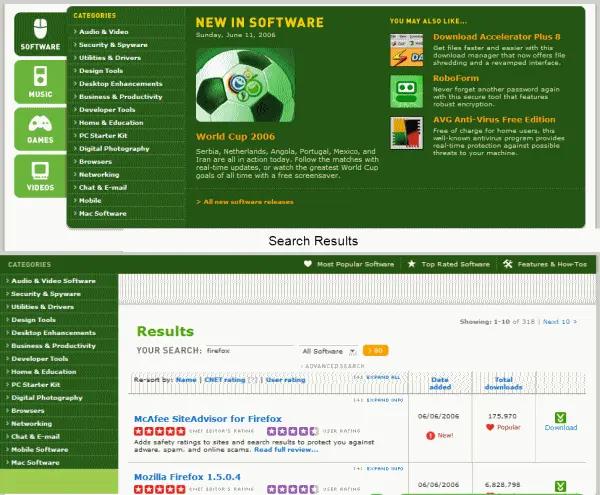 CATEGORIES
Audio & Video
Security & Spyware
Utilities & Drivers
Design Tools
Desktop Enhancements
Business & Productivity
Developer Tools
Home & Education
PC Starter Kit
Digital Photography
Browsers
Networking
Chat & E-mail
Mobile
Mac Software
SOFTWARE
MUSIC
GAMES
VIDEOS
NEW IN SOFTWARE
Sunday, June 11, 2006
World Cup 2006
Serbia, Netherlands, Angola, Portugal, Mexico, and
Iran are all in action today. Follow the matches with
real-time updates, or watch the greatest World Cup
goals of all time with a free screensaver.
> All new software releases
YOU MAY ALSO LIKE...
Download Accelerator Plus 8
Get files faster and easier with this
download manager that now offers file
shredding and a revamped interface.
RoboForm
Never forget another password again
with this secure tool that features
robust encryption.
AVG Anti-Virus Free Edition
Free of charge for home users, this
well-known antivirus program provides
real-time protection against possible
threats to your machine.
Search Results
CATEGORIES
Most Popular Software
Top Rated Software
Features & How-Tos
Audio & Video Software
Security & Spyware
Utilities & Drivers
Design Tools
Desktop Enhancements
Business & Productivity
Developer Tools
Home & Education
PC Starter Kit
Digital Photography
Browsers
Networking
Chat & E-mail
Mobile Software
Mac Software
Results
Showing: 1-10 of 318 | Next 10 >
YOUR SEARCH: firefox All Software > GO
> ADVANCED SEARCH
Re-sort by: Name | CNET rating [?] | User rating
[+] EXPAND ALL
Date added
Total downloads
[+] EXPAND INFO
McAfee SiteAdvisor for Firefox
CNET EDITOR'S RATING USER RATING
Adds safety ratings to sites and search results to protect you against
adware, spam, and online scams. Read full review...
06/06/2006
New!
175,970
Popular
Download
[+] EXPAND INFO
Mozilla Firefox 1.5.0.4
CNET EDITOR'S RATING USER RATING
06/06/2006
6,828,798